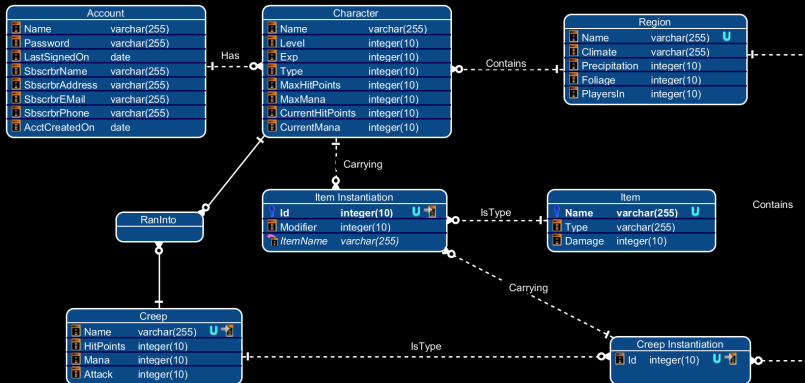 Account
Name varchar(255)
Password varchar(255)
LastSignedOn date
SbscrbrName varchar(255)
SbscrbrAddress varchar(255)
SbscrbrEMail varchar(255)
SbscrbrPhone varchar(255)
AcctCreatedOn date
Has
Character
Name varchar(255)
Level integer(10)
Exp integer(10)
Type integer(10)
MaxHitPoints integer(10)
MaxMana integer(10)
CurrentHitPoints integer(10)
CurrentMana integer(10)
Contains
Region
Name varchar(255) U
Climate varchar(255)
Precipitation integer(10)
Foliage integer(10)
PlayersIn integer(10)
Carrying
Item Instantiation
Id integer(10) U
Modifier integer(10)
ItemName varchar(255)
IsType
Item
Name varchar(255) U
Type varchar(255)
Damage integer(10)
Contains
RanInto
Carrying
Creep
Name varchar(255) U
HitPoints integer(10)
Mana integer(10)
Attack integer(10)
IsType
Creep Instantiation
Id integer(10) U